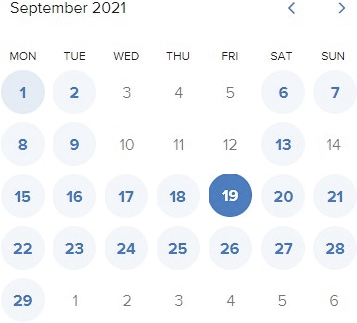 September 2021
MON TUE WED THU FRI SAT SUN
1 2 3 4 5 6 7
8 9 10 11 12 13 14
15 16 17 18 19 20 21
22 23 24 25 26 27 28
29 1 2 3 4 5 6